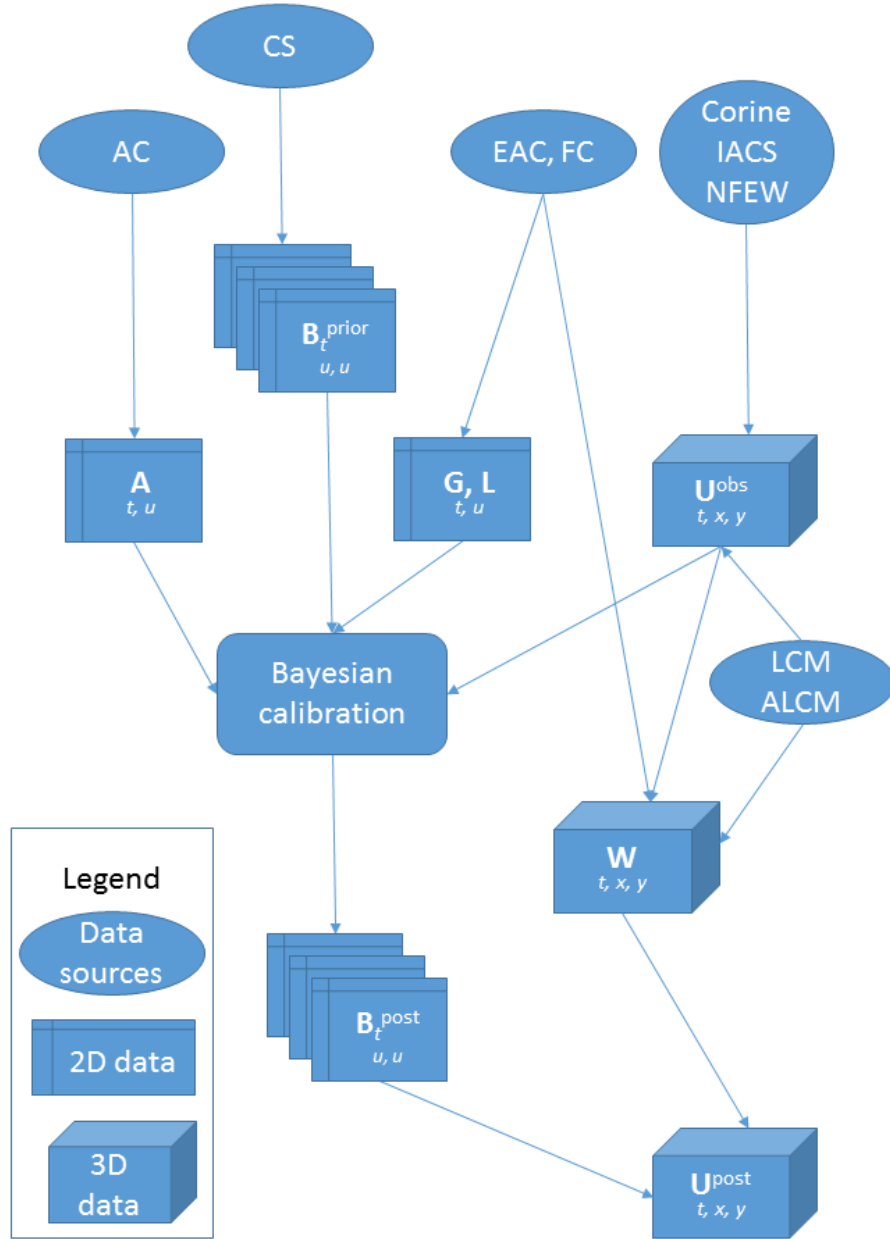 CS
AC
EAC, FC
Corine
IACS
NFEW
B_t^prior
u, u
A
t, u
G, L
t, u
U^obs
t, x, y
Bayesian
calibration
LCM
ALCM
W
t, x, y
Legend
Data
sources
2D data
3D
data
B_t^post
u, u
U^post
t, x, y